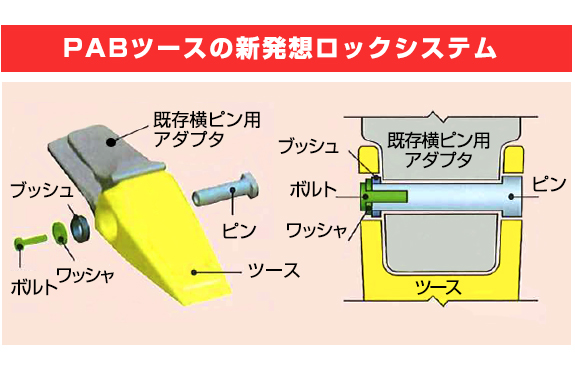 PABツースの新発想ロックシステム
既存横ピン用
アダプタ
ブッシュ
ピン
ツース
ワッシャ
ボルト
既存横ピン用
アダプタ
ブッシュ
ボルト
ピン
ワッシャ
ツース